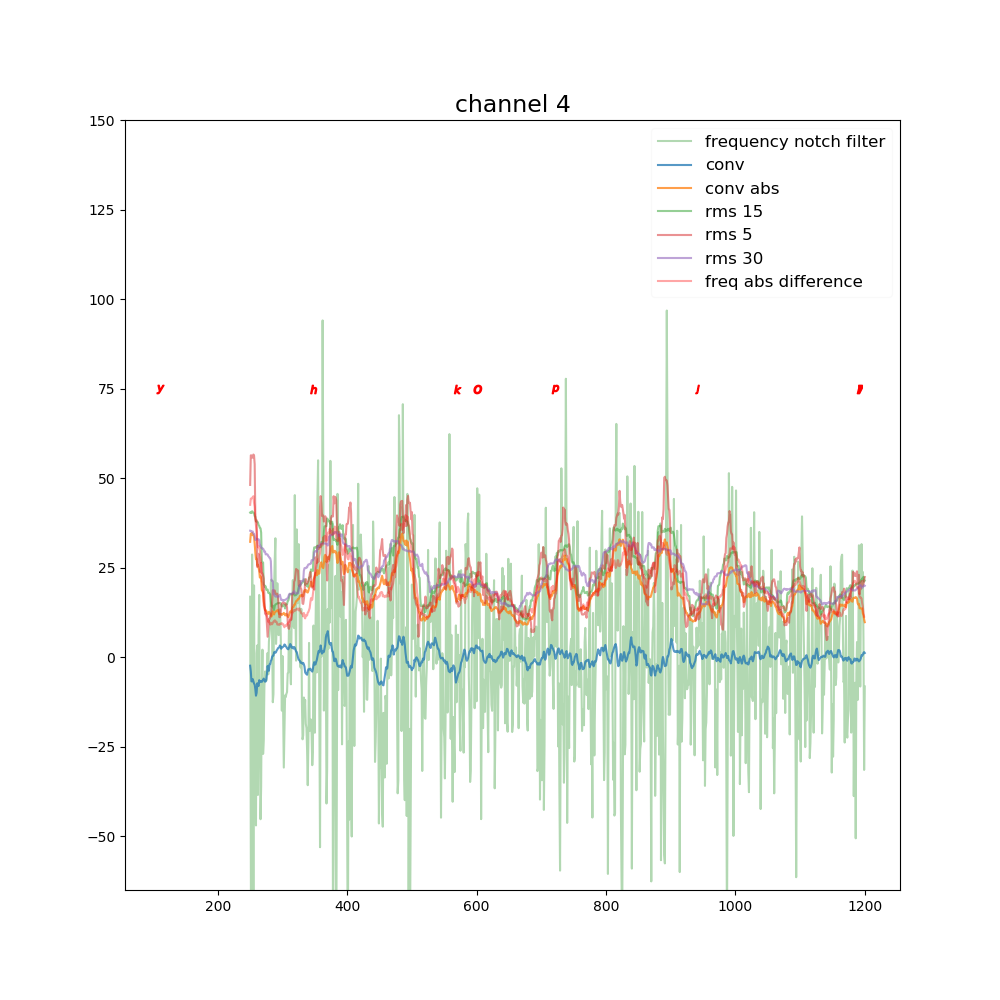 channel 4
150
125
100
75
50
25
0
−25
−50
frequency notch filter
conv
conv abs
rms 15
rms 5
rms 30
freq abs difference
y h k O p j
200 400 600 800 1000 1200